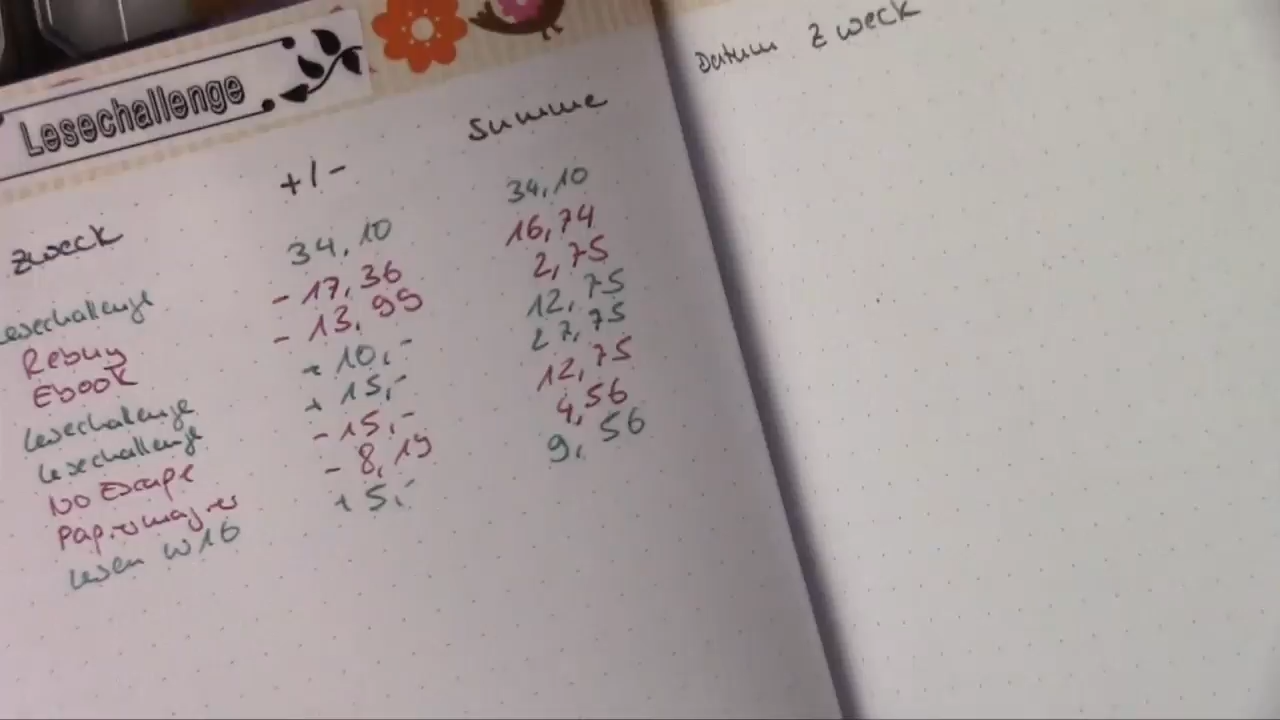 Lesechallenge
Zweck +/- Summe
Lesechallenge 34,10 34,10
Rebuy - 17,36 16,74
Ebook - 13,99 2,75
Lesechallenge + 10,- 12,75
Lesechallenge + 15,- 27,75
No Escape - 15,- 12,75
- 8,19 4,56
Lesen W16 + 5,- 9,56
Datum Zweck